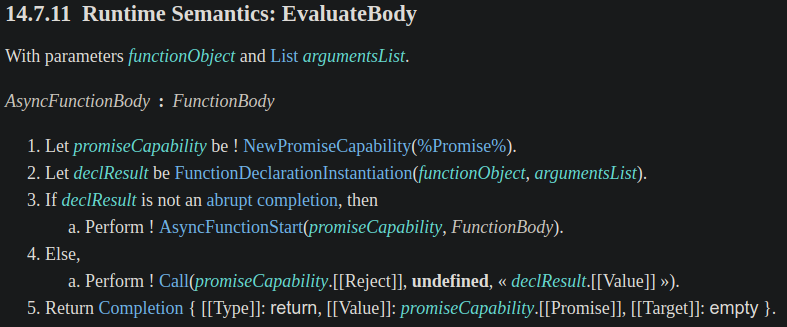 14.7.11 Runtime Semantics: EvaluateBody
With parameters functionObject and List argumentsList.
AsyncFunctionBody : FunctionBody
1. Let promiseCapability be ! NewPromiseCapability(%Promise%).
2. Let declResult be FunctionDeclarationInstantiation(functionObject, argumentsList).
3. If declResult is not an abrupt completion, then
a. Perform ! AsyncFunctionStart(promiseCapability, FunctionBody).
4. Else,
a. Perform ! Call(promiseCapability.[[Reject]], undefined, « declResult.[[Value]] »).
5. Return Completion { [[Type]]: return, [[Value]]: promiseCapability.[[Promise]], [[Target]]: empty }.